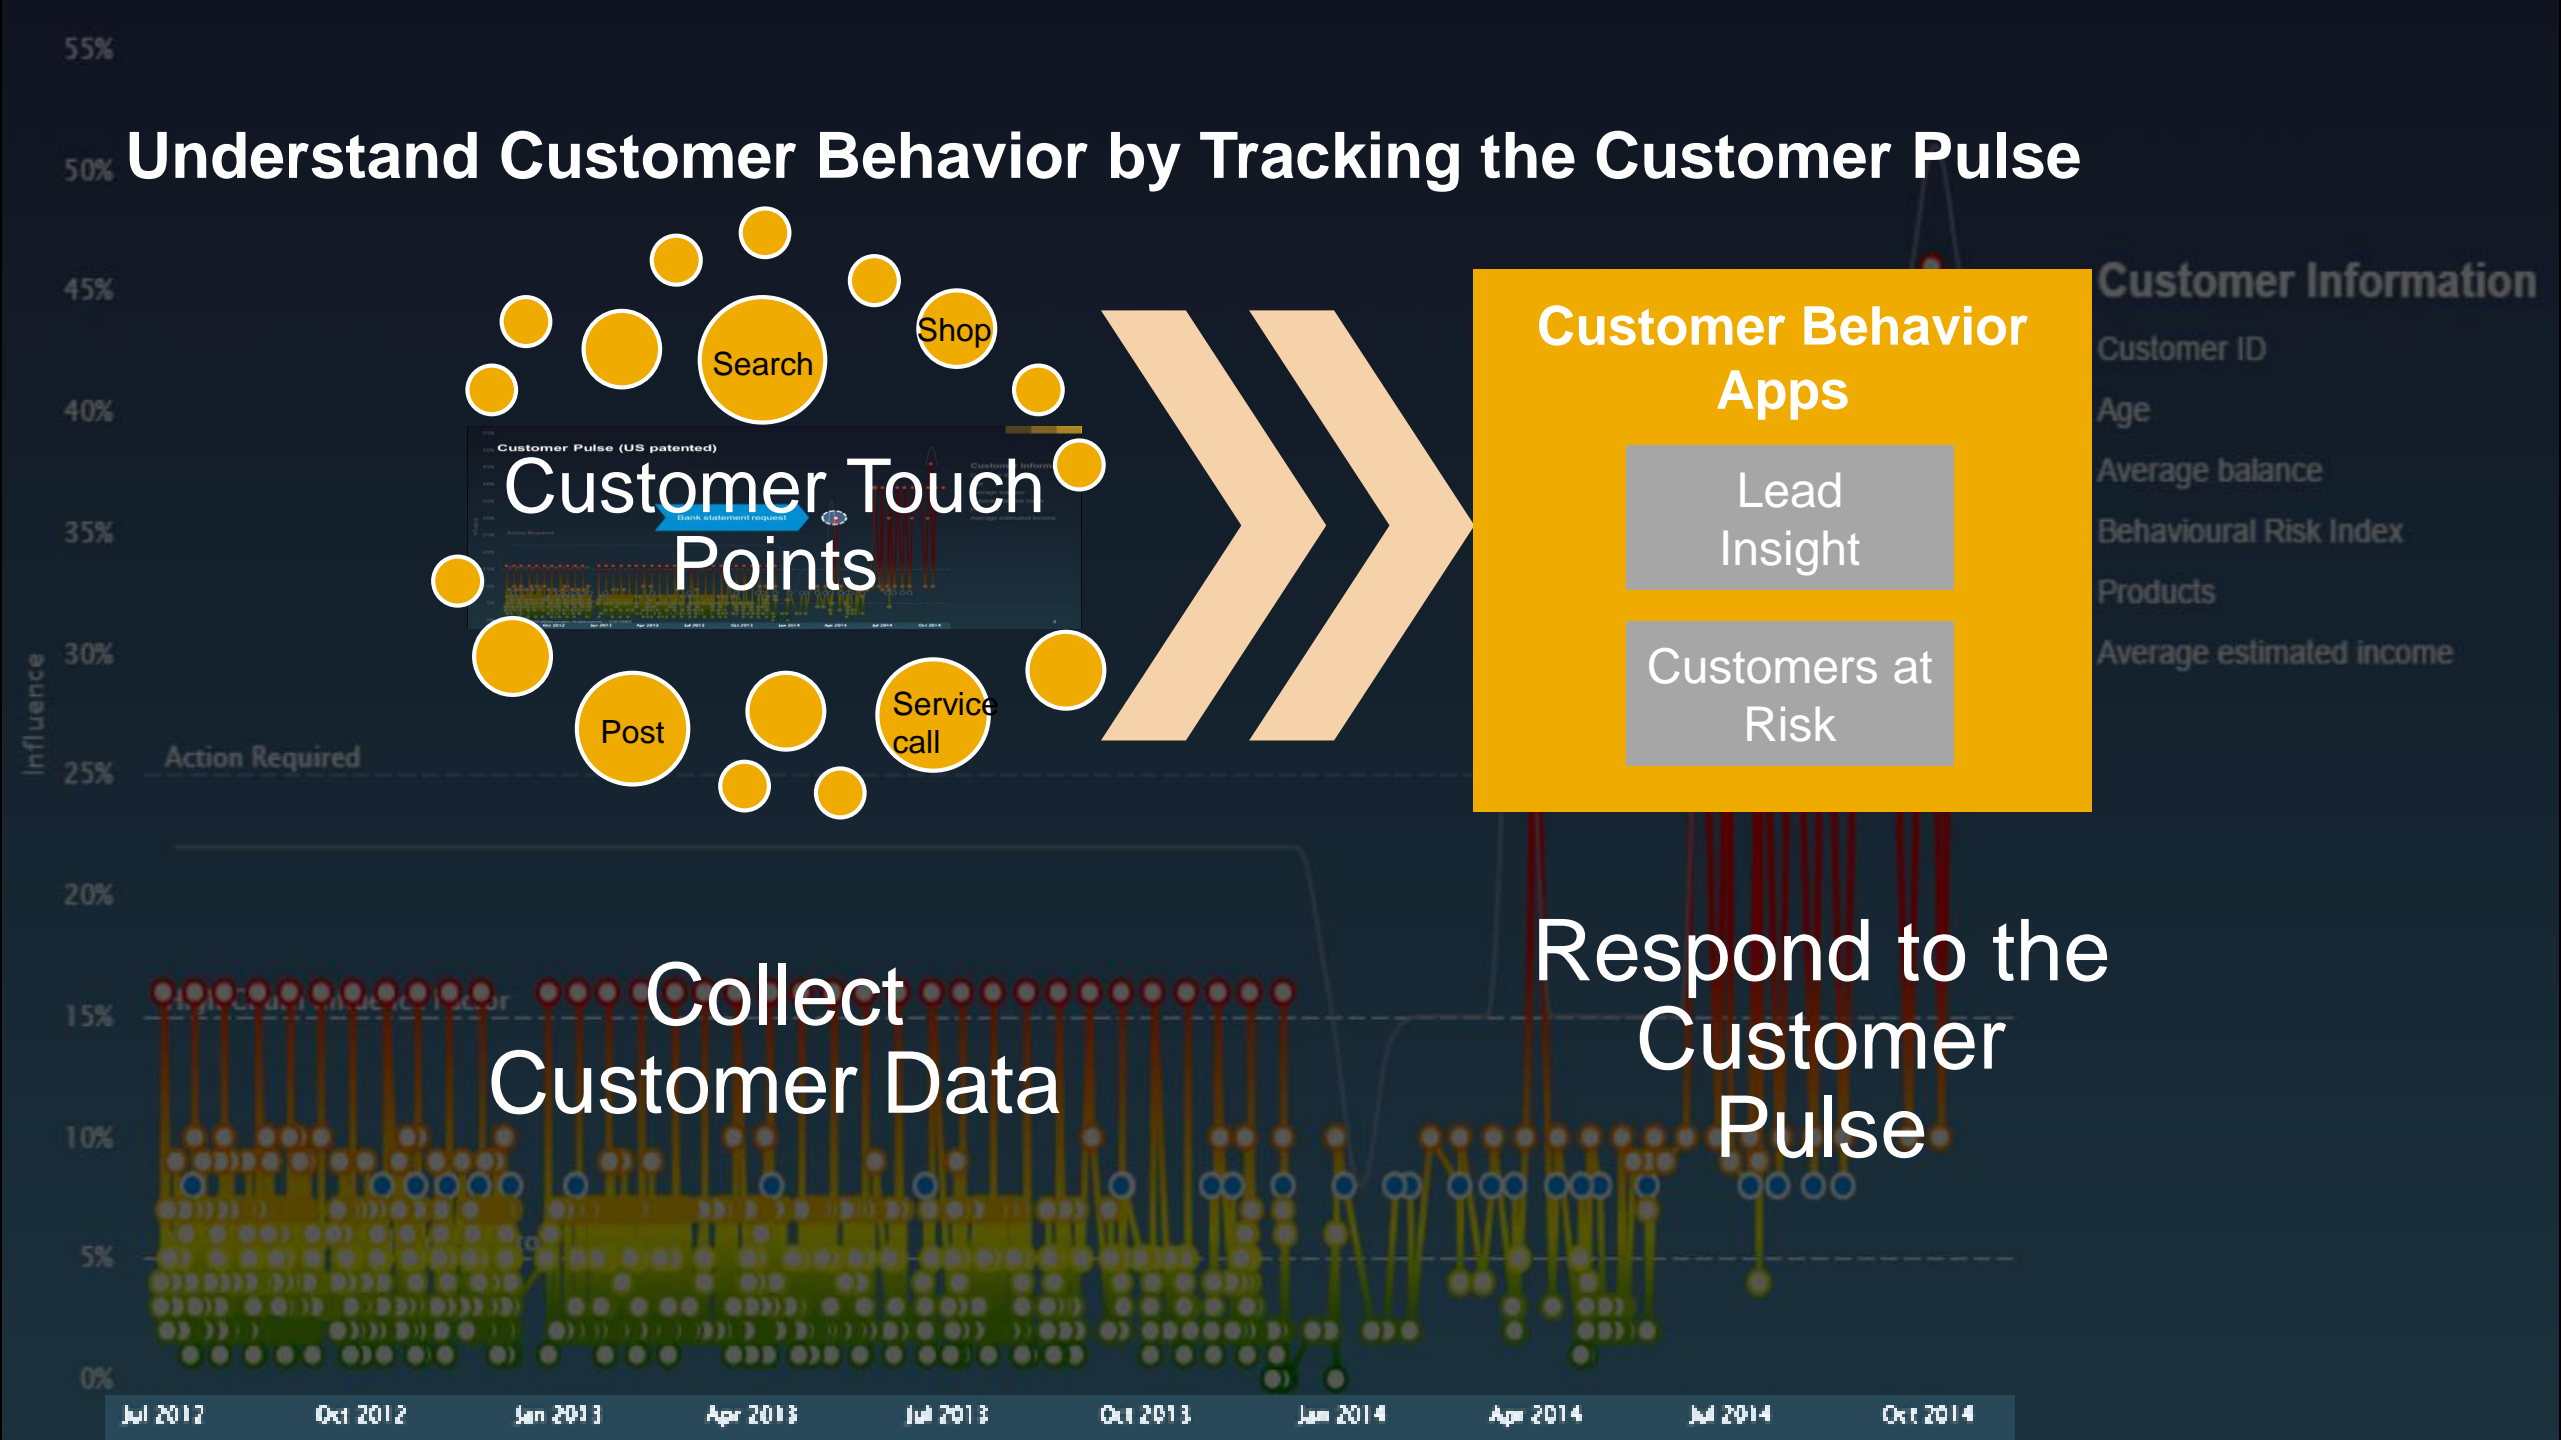 55%
50%
45%
40%
35%
30%
25%
20%
15%
10%
5%
0%
Influence
Understand Customer Behavior by Tracking the Customer Pulse
Search
Shop
Customer Pulse (US patented)
Customer Touch
Points
Bank statement request
Post
Service
call
Customer Behavior
Apps
Lead
Insight
Customers at
Risk
Customer Information
Customer ID
Age
Average balance
Behavioural Risk Index
Products
Average estimated income
Action Required
Collect
Customer Data
Respond to the
Customer
Pulse
Jul 2012
Oct 2012
Jan 2013
Apr 2013
Jul 2013
Oct 2013
Jan 2014
Apr 2014
Jul 2014
Oct 2014